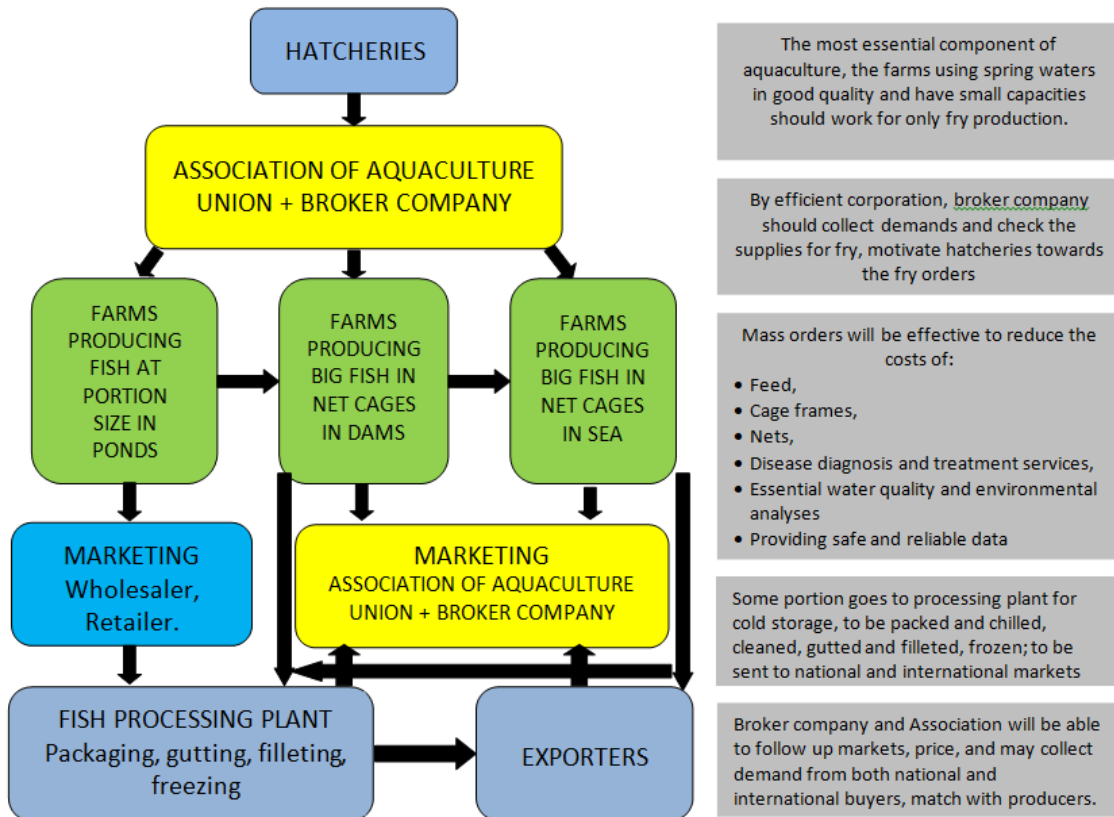 HATCHERIES
ASSOCIATION OF AQUACULTURE
UNION + BROKER COMPANY
FARMS
PRODUCING
FISH AT
PORTION
SIZE IN
PONDS
FARMS
PRODUCING
BIG FISH IN
NET CAGES
IN DAMS
FARMS
PRODUCING
BIG FISH IN
NET CAGES
IN SEA
MARKETING
Wholesaler,
Retailer.
MARKETING
ASSOCIATION OF AQUACULTURE
UNION + BROKER COMPANY
FISH PROCESSING PLANT
Packaging, gutting, filleting,
freezing
EXPORTERS
The most essential component of
aquaculture, the farms using spring waters
in good quality and have small capacities
should work for only fry production.
By efficient corporation, broker company
should collect demands and check the
supplies for fry, motivate hatcheries towards
the fry orders
Mass orders will be effective to reduce the
costs of:
• Feed,
• Cage frames,
• Nets,
• Disease diagnosis and treatment services,
• Essential water quality and environmental
analyses
• Providing safe and reliable data
Some portion goes to processing plant for
cold storage, to be packed and chilled,
cleaned, gutted and filleted, frozen; to be
sent to national and international markets
Broker company and Association will be able
to follow up markets, price, and may collect
demand from both national and
international buyers, match with producers.